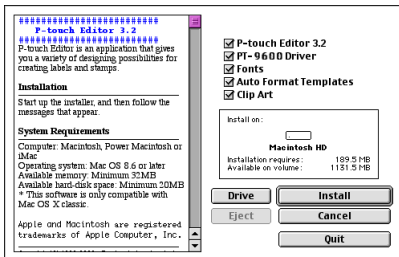 ##########################
P-touch Editor 3.2
##########################
P-touch Editor is an application that gives
you a variety of designing possibilities for
creating labels and stamps.
Installation
Start up the installer, and then follow the
messages that appear.
System Requirements
Computer: Macintosh, Power Macintosh or
iMac
Operating system: Mac OS 8.6 or later
Available memory: Minimum 32MB
Available hard-disk space: Minimum 20MB
* This software is only compatible with
Mac OS X classic.
Apple and Macintosh are registered
trademarks of Apple Computer, Inc.
P-touch Editor 3.2
PT-9600 Driver
Fonts
Auto Format Templates
Clip Art
Install on:
Macintosh HD
Installation requires: 189.5 MB
Available on volume: 1131.5 MB
Drive
Install
Eject
Cancel
Quit